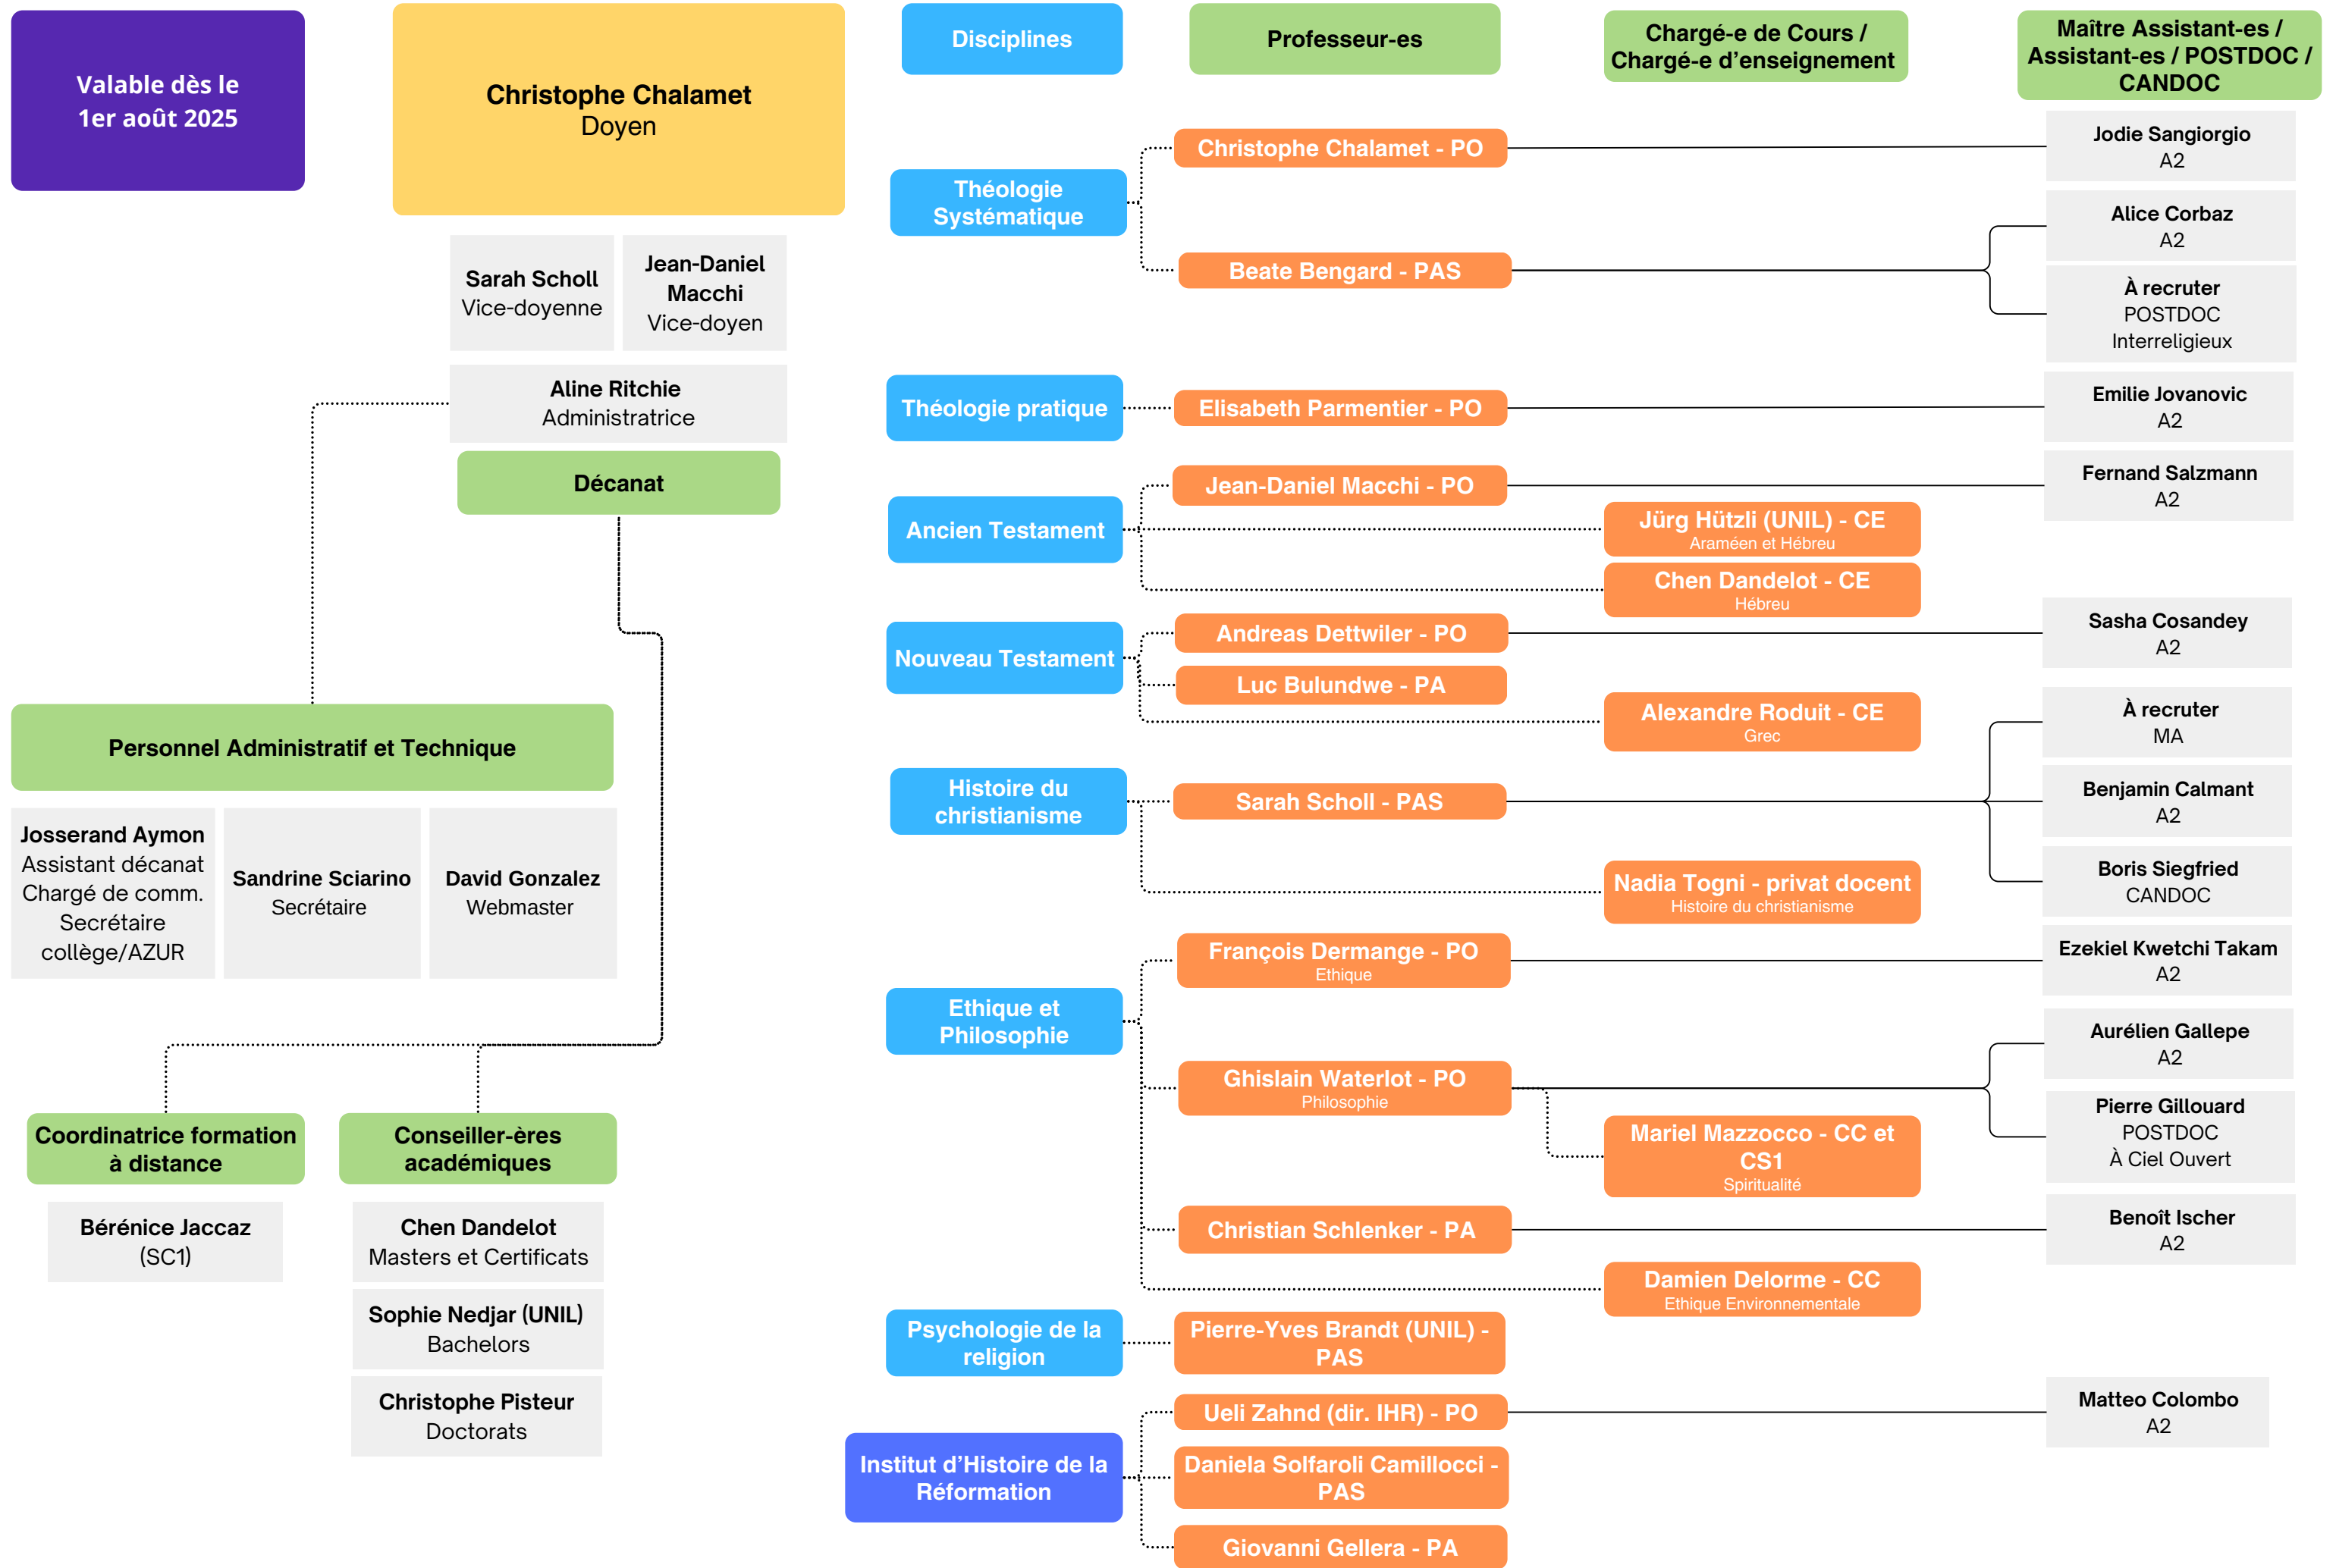 Valable dès le
1er août 2025
Christophe Chalamet
Doyen
Sarah Scholl
Vice-doyenne
Jean-Daniel
Macchi
Vice-doyen
Aline Ritchie
Administratrice
Décanat
Personnel Administratif et Technique
Josserand Aymon
Assistant décanat
Chargé de comm.
Secrétaire
collège/AZUR
Sandrine Sciarino
Secrétaire
David Gonzalez
Webmaster
Coordinatrice formation
à distance
Bérénice Jaccaz
(SC1)
Conseiller-ères
académiques
Chen Dandelot
Masters et Certificats
Sophie Nedjar (UNIL)
Bachelors
Christophe Pisteur
Doctorats
Disciplines
Professeur-es
Chargé-e de Cours /
Chargé-e d’enseignement
Maître Assistant-es /
Assistant-es / POSTDOC /
CANDOC
Théologie
Systématique
Christophe Chalamet - PO
Jodie Sangiorgio
A2
Beate Bengard - PAS
Alice Corbaz
A2
À recruter
POSTDOC
Interreligieux
Théologie pratique
Elisabeth Parmentier - PO
Emilie Jovanovic
A2
Ancien Testament
Jean-Daniel Macchi - PO
Fernand Salzmann
A2
Jürg Hützli (UNIL) - CE
Araméen et Hébreu
Chen Dandelot - CE
Hébreu
Nouveau Testament
Andreas Dettwiler - PO
Sasha Cosandey
A2
Luc Bulundwe - PA
Alexandre Roduit - CE
Grec
Histoire du
christianisme
Sarah Scholl - PAS
À recruter
MA
Benjamin Calmant
A2
Boris Siegfried
CANDOC
Nadia Togni - privat docent
Histoire du christianisme
Ethique et
Philosophie
François Dermange - PO
Ethique
Ezekiel Kwetchi Takam
A2
Ghislain Waterlot - PO
Philosophie
Aurélien Gallepe
A2
Pierre Gillouard
POSTDOC
À Ciel Ouvert
Mariel Mazzocco - CC et
CS1
Spiritualité
Christian Schlenker - PA
Benoît Ischer
A2
Damien Delorme - CC
Ethique Environnementale
Psychologie de la
religion
Pierre-Yves Brandt (UNIL) -
PAS
Institut d’Histoire de la
Réformation
Ueli Zahnd (dir. IHR) - PO
Matteo Colombo
A2
Daniela Solfaroli Camillocci -
PAS
Giovanni Gellera - PA